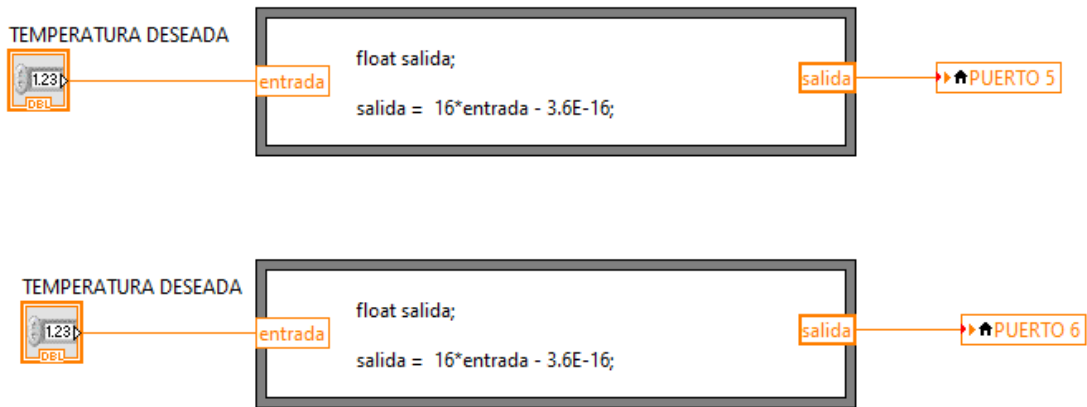 TEMPERATURA DESEADA
1.23
DBL
entrada
float salida;
salida = 16*entrada - 3.6E-16;
salida
PUERTO 5
TEMPERATURA DESEADA
1.23
DBL
entrada
float salida;
salida = 16*entrada - 3.6E-16;
salida
PUERTO 6